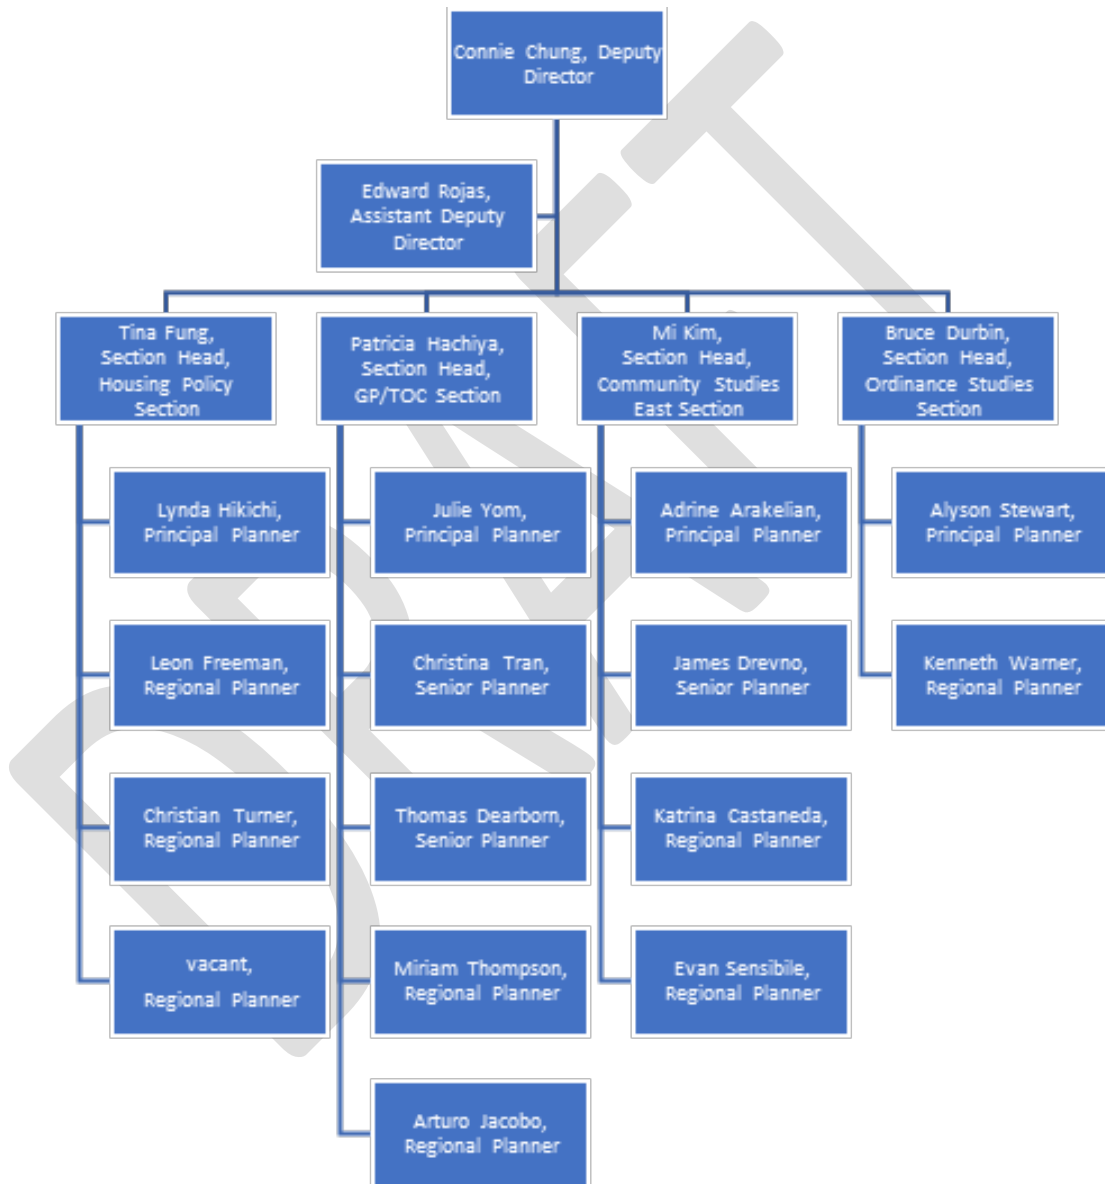 Connie Chung, Deputy
Director
Edward Rojas,
Assistant Deputy
Director
Tina Fung,
Section Head,
Housing Policy
Section
Patricia Hachiya,
Section Head,
GP/TOC Section
Mi Kim,
Section Head,
Community Studies
East Section
Bruce Durbin,
Section Head,
Ordinance Studies
Section
Lynda Hikichi,
Principal Planner
Julie Yom,
Principal Planner
Adrine Arakelian,
Principal Planner
Alyson Stewart,
Principal Planner
Leon Freeman,
Regional Planner
Christina Tran,
Senior Planner
James Drevno,
Senior Planner
Kenneth Warner,
Regional Planner
Christian Turner,
Regional Planner
Thomas Dearborn,
Senior Planner
Katrina Castaneda,
Regional Planner
vacant,
Regional Planner
Miriam Thompson,
Regional Planner
Evan Sensibile,
Regional Planner
Arturo Jacobo,
Regional Planner
DRAFT